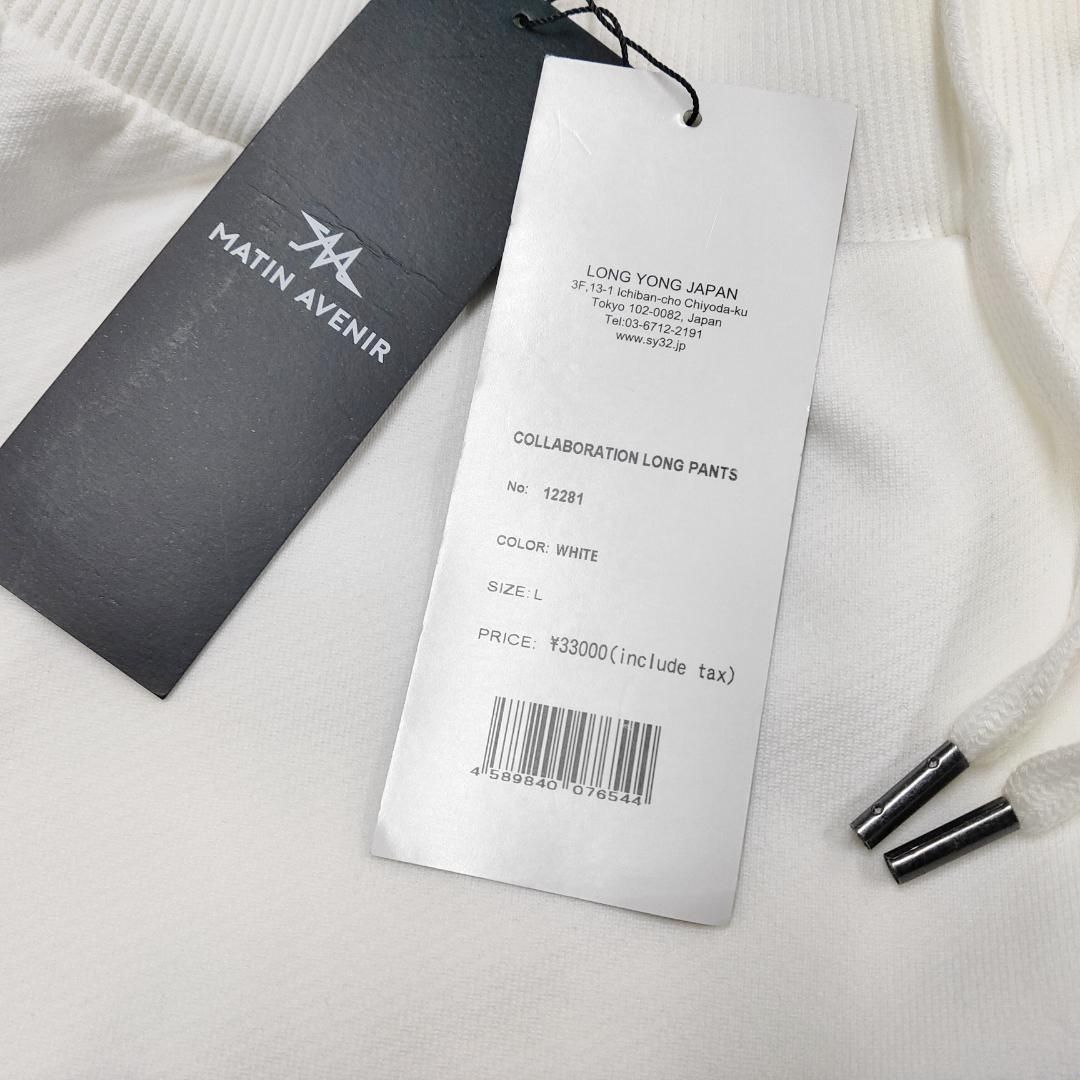 MATIN AVENIR
LONG YONG JAPAN
3F,13-1 Ichiban-cho Chiyoda-ku
Tokyo 102-0082, Japan
Tel:03-6712-2191
www.sy32.jp
COLLABORATION LONG PANTS
No: 12281
COLOR: WHITE
SIZE: L
PRICE: ¥33000(include tax)
4 589840 076544